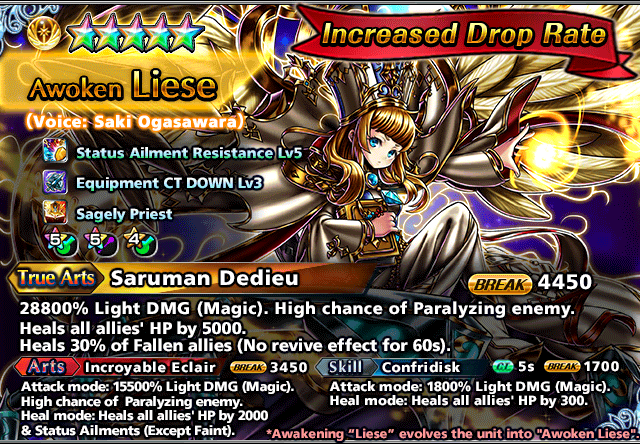 Increased Drop Rate
Awoken Liese
(Voice: Saki Ogasawara)
Status Ailment Resistance Lv5
Equipment CT DOWN Lv3
Sagely Priest
5 5 4
True Arts Saruman Dedieu BREAK 4450
28800% Light DMG (Magic). High chance of Paralyzing enemy.
Heals all allies' HP by 5000.
Heals 30% of Fallen allies (No revive effect for 60s).
Arts Incroyable Eclair BREAK 3450
Attack mode: 15500% Light DMG (Magic).
High chance of Paralyzing enemy.
Heal mode: Heals all allies' HP by 2000
& Status Ailments (Except Faint).
Skill Confridisk CT 5s BREAK 1700
Attack mode: 1800% Light DMG (Magic).
Heal mode: Heals all allies' HP by 300.
*Awakening “Liese” evolves the unit into "Awoken Liese"